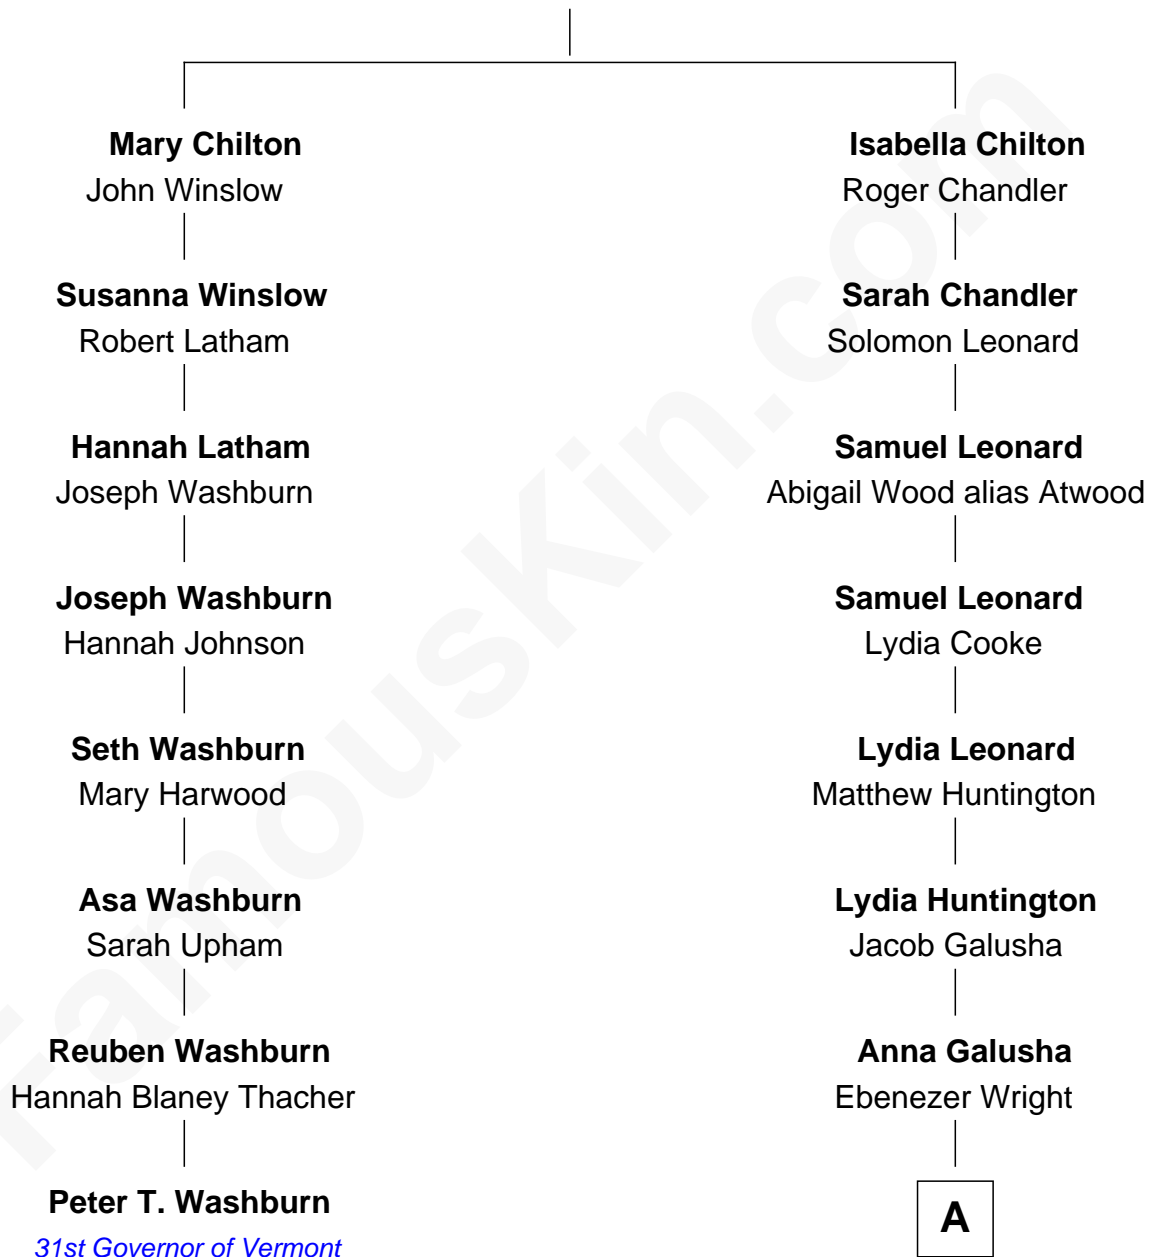 Mary Chilton
John Winslow
Susanna Winslow
Robert Latham
Hannah Latham
Joseph Washburn
Joseph Washburn
Hannah Johnson
Seth Washburn
Mary Harwood
Asa Washburn
Sarah Upham
Reuben Washburn
Hannah Blaney Thacher
Peter T. Washburn
31st Governor of Vermont
Isabella Chilton
Roger Chandler
Sarah Chandler
Solomon Leonard
Samuel Leonard
Abigail Wood alias Atwood
Samuel Leonard
Lydia Cooke
Lydia Leonard
Matthew Huntington
Lydia Huntington
Jacob Galusha
Anna Galusha
Ebenezer Wright
A
FamousKin.com